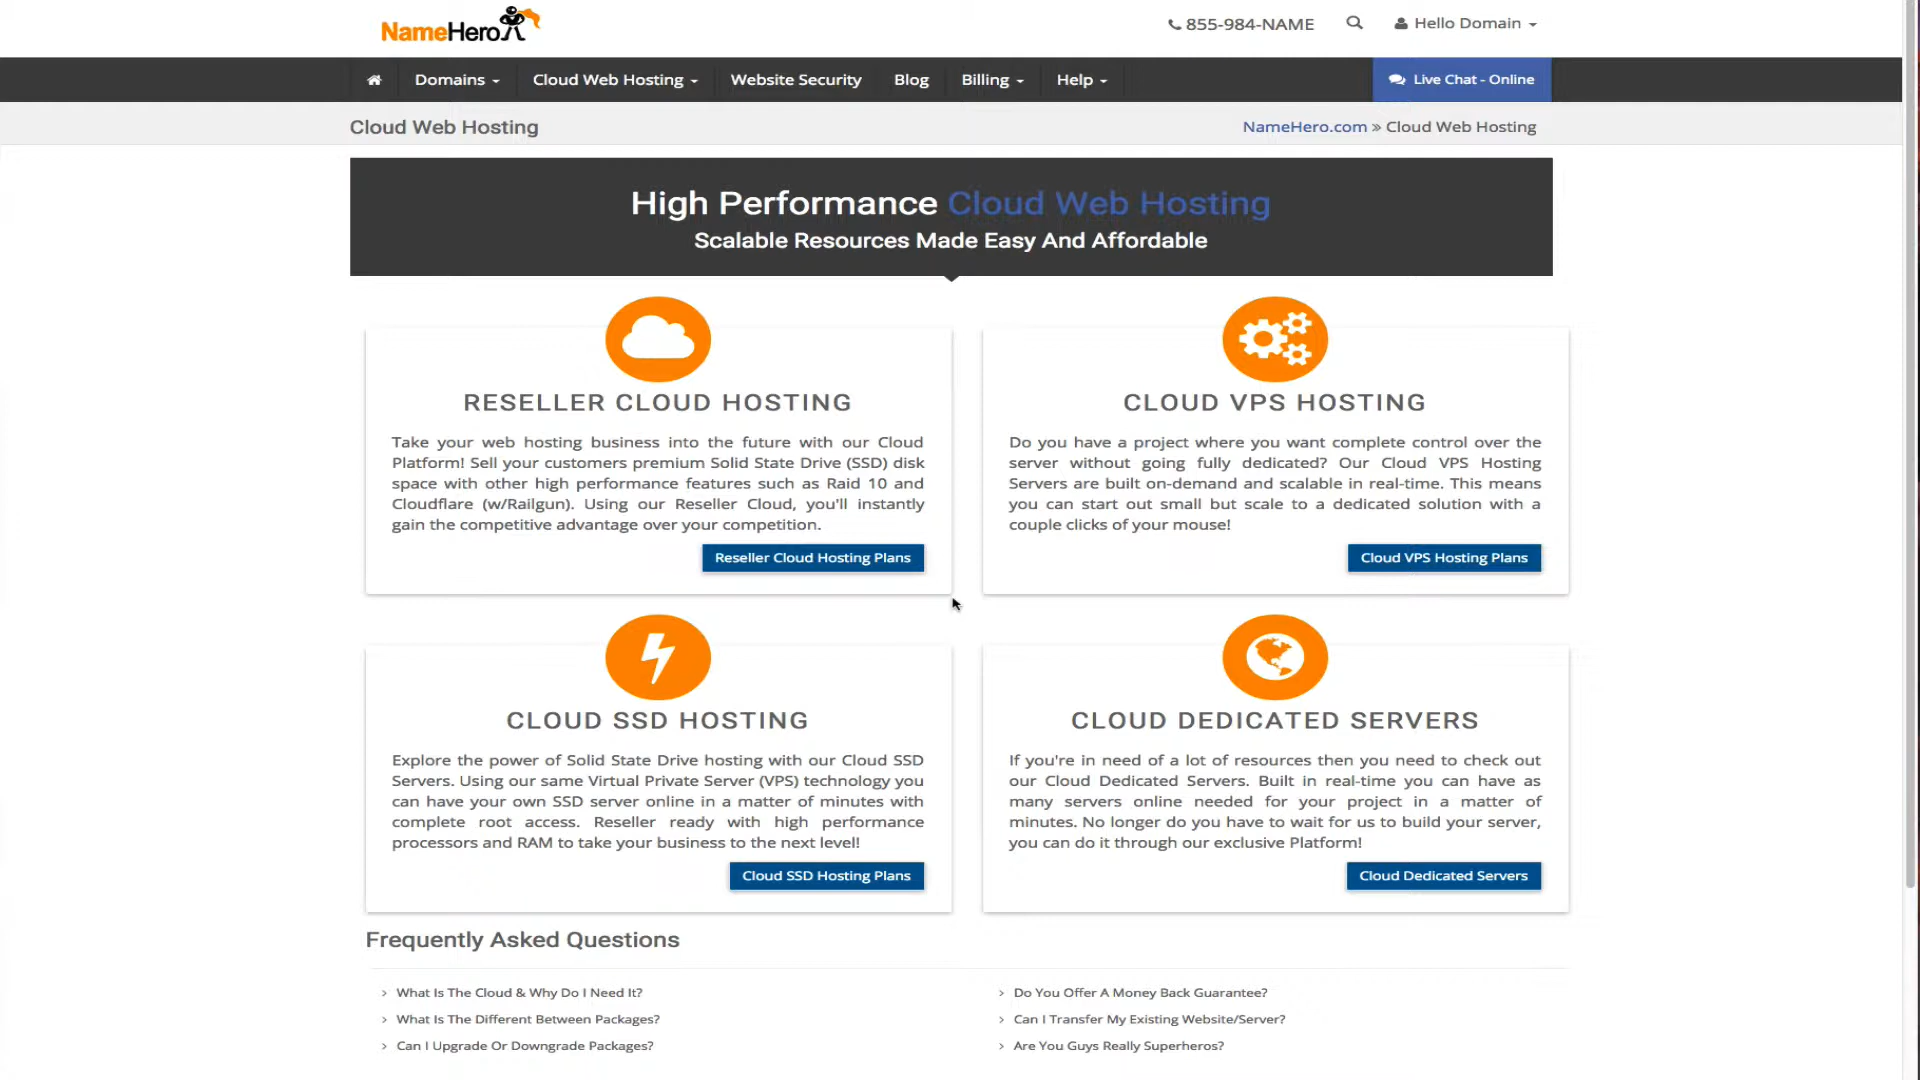 NameHero
855-984-NAME
Hello Domain
Domains
Cloud Web Hosting
Website Security
Blog
Billing
Help
Live Chat - Online
Cloud Web Hosting
NameHero.com » Cloud Web Hosting
High Performance Cloud Web Hosting
Scalable Resources Made Easy And Affordable
RESELLER CLOUD HOSTING
Take your web hosting business into the future with our Cloud
Platform! Sell your customers premium Solid State Drive (SSD) disk
space with other high performance features such as Raid 10 and
Cloudflare (w/Railgun). Using our Reseller Cloud, you'll instantly
gain the competitive advantage over your competition.
Reseller Cloud Hosting Plans
CLOUD VPS HOSTING
Do you have a project where you want complete control over the
server without going fully dedicated? Our Cloud VPS Hosting
Servers are built on-demand and scalable in real-time. This means
you can start out small but scale to a dedicated solution with a
couple clicks of your mouse!
Cloud VPS Hosting Plans
CLOUD SSD HOSTING
Explore the power of Solid State Drive hosting with our Cloud SSD
Servers. Using our same Virtual Private Server (VPS) technology you
can have your own SSD server online in a matter of minutes with
complete root access. Reseller ready with high performance
processors and RAM to take your business to the next level!
Cloud SSD Hosting Plans
CLOUD DEDICATED SERVERS
If you're in need of a lot of resources then you need to check out
our Cloud Dedicated Servers. Built in real-time you can have as
many servers online needed for your project in a matter of
minutes. No longer do you have to wait for us to build your server,
you can do it through our exclusive Platform!
Cloud Dedicated Servers
Frequently Asked Questions
What Is The Cloud & Why Do I Need It?
What Is The Different Between Packages?
Can I Upgrade Or Downgrade Packages?
Do You Offer A Money Back Guarantee?
Can I Transfer My Existing Website/Server?
Are You Guys Really Superheros?